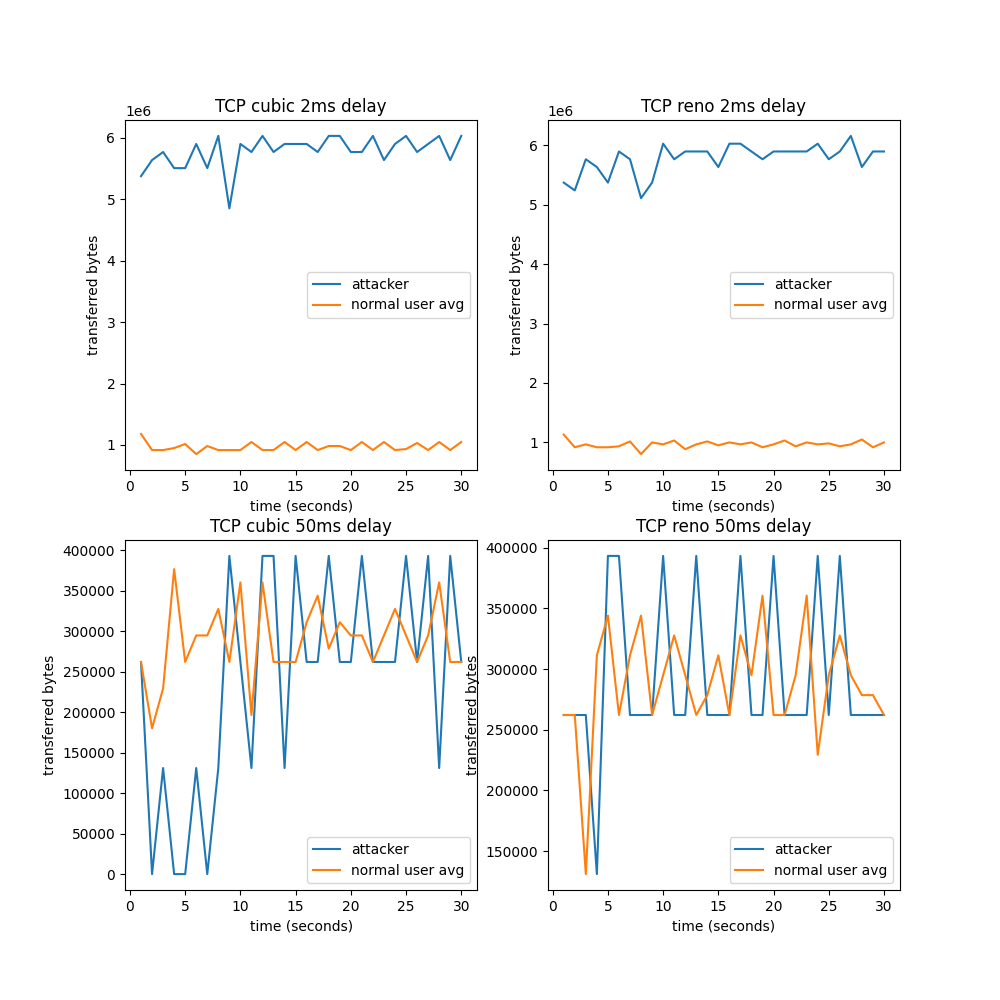 TCP cubic 2ms delay
1e6
6
5
4
3
2
1
0
5
10
15
20
25
30
transferred bytes
time (seconds)
attacker
normal user avg
TCP reno 2ms delay
1e6
6
5
4
3
2
1
0
5
10
15
20
25
30
transferred bytes
time (seconds)
attacker
normal user avg
TCP cubic 50ms delay
400000
350000
300000
250000
200000
150000
100000
50000
0
0
5
10
15
20
25
30
transferred bytes
time (seconds)
attacker
normal user avg
TCP reno 50ms delay
400000
350000
300000
250000
200000
150000
0
5
10
15
20
25
30
transferred bytes
time (seconds)
attacker
normal user avg